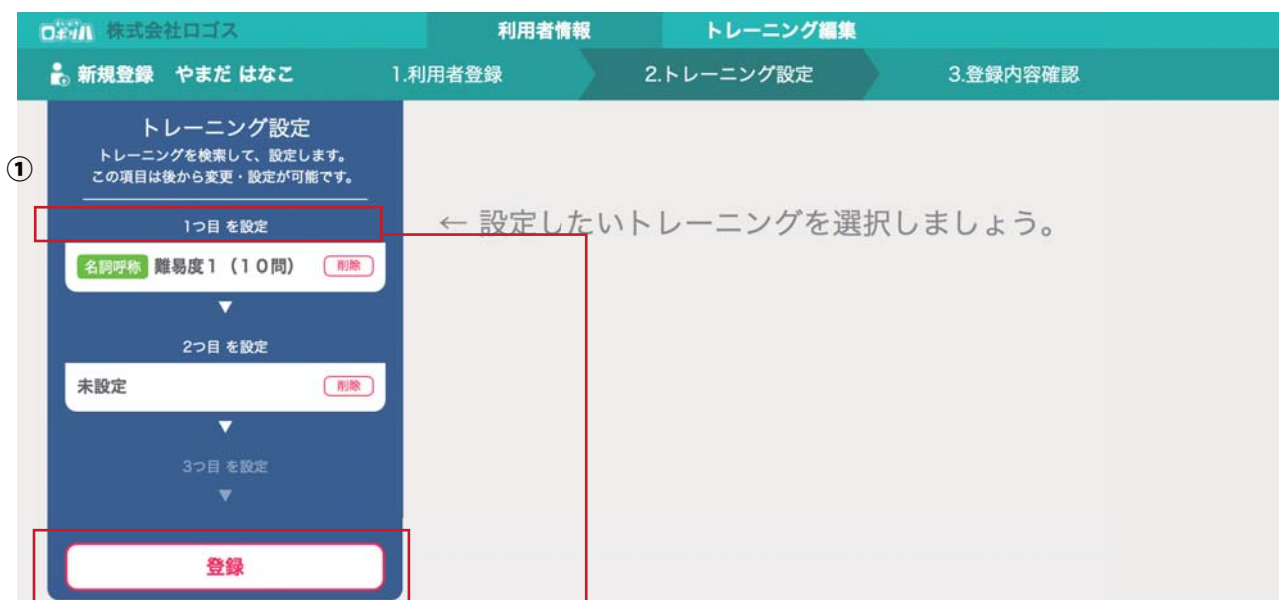 ロギリハ 株式会社ロゴス 利用者情報 トレーニング編集
新規登録 やまだ はなこ 1.利用者登録 2.トレーニング設定 3.登録内容確認
トレーニング設定
①
トレーニングを検索して、設定します。
この項目は後から変更・設定が可能です。
1つ目 を設定
← 設定したいトレーニングを選択しましょう。
名詞呼称 難易度1（10問） 削除
▼
2つ目 を設定
未設定 削除
▼
3つ目 を設定
▼
登録